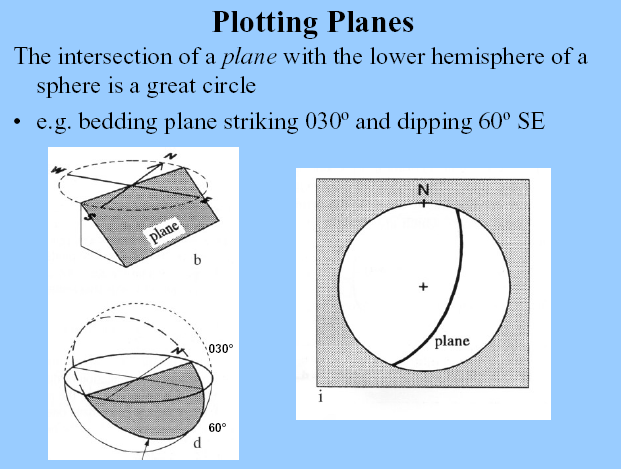 Plotting Planes
The intersection of a plane with the lower hemisphere of a
sphere is a great circle
• e.g. bedding plane striking 030º and dipping 60º SE
W
N
S
E
plane
b
030°
N
60°
d
N
plane
i